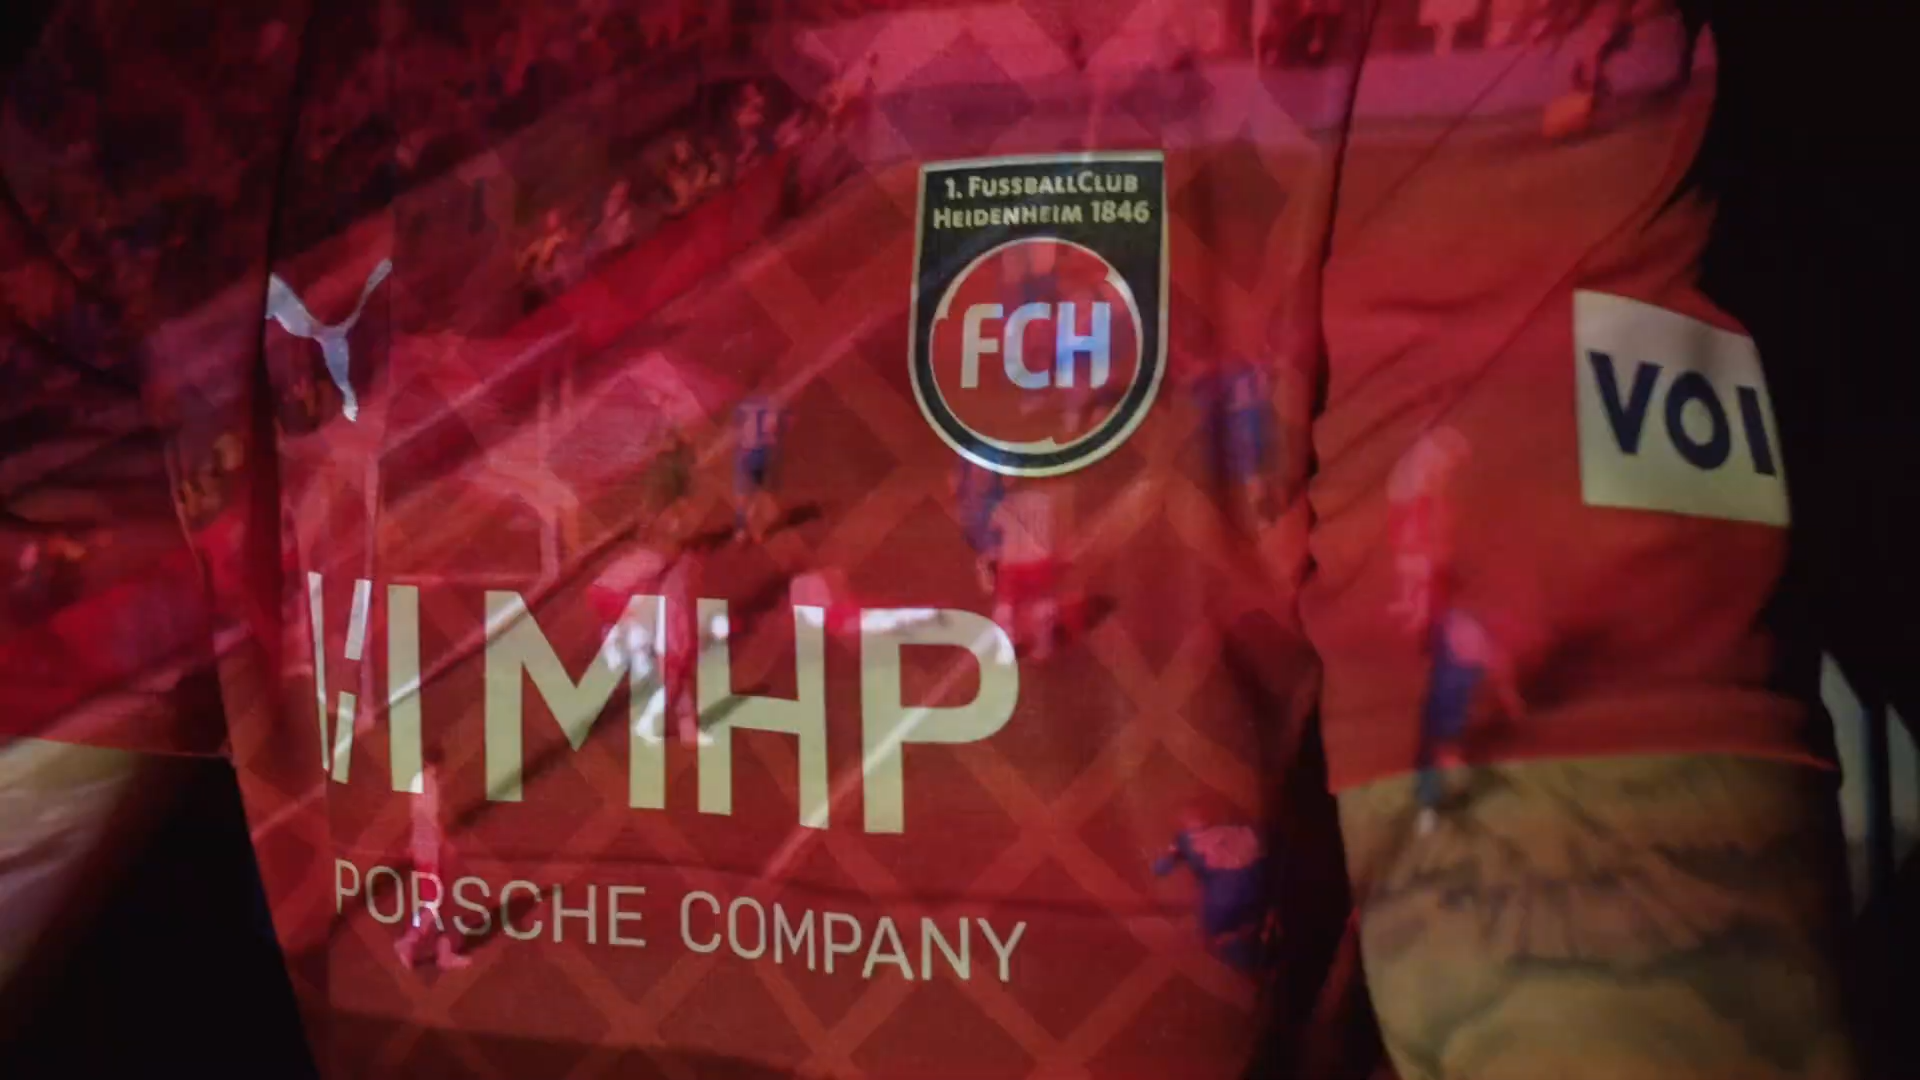 1. FUSSBALLCLUB
HEIDENHEIM 1846
FCH
VOI
MHP
PORSCHE COMPANY